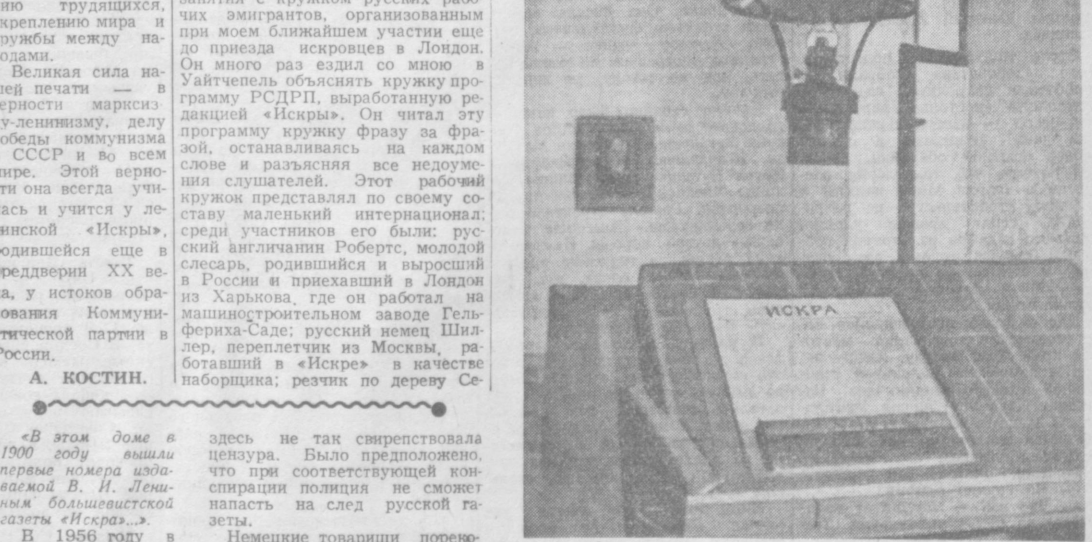 ию трудящихся,
креплению мира и
ружбы между на-
одами.
Великая сила на-
шей печати — в
ерности марксиз-
у-ленинизму, делу
обеды коммунизма
СССР и во всем
ире. Этой верно-
ти она всегда учи-
ась и учится у ле-
инской «Искры»,
одившейся еще в
реддверии XX ве-
а, у истоков обра-
ования Коммуни-
тической партии в
России.
А. КОСТИН.
занятия с кружком русских рабо-
чих эмигрантов, организованным
при моем ближайшем участии еще
до приезда искровцев в Лондон.
Он много раз ездил со мною в
Уайтчепель объяснять кружку про-
грамму РСДРП, выработанную ре-
дакцией «Искры». Он читал эту
программу кружку фразу за фра-
зой, останавливаясь на каждом
слове и разъясняя все недоуме-
ния слушателей. Этот рабочий
кружок представлял по своему со-
ставу маленький интернационал:
среди участников его были: рус-
ский англичанин Робертс, молодой
слесарь, родившийся и выросший
в России и приехавший в Лондон
из Харькова, где он работал на
машиностроительном заводе Гель-
фериха-Саде; русский немец Шил-
лер, переплетчик из Москвы, ра-
ботавший в «Искре» в качестве
наборщика; резчик по дереву Се-
«В этом доме в
1900 году вышли
первые номера изда-
ваемой В. И. Лени-
ным большевистской
газеты «Искра»...».
В 1956 году в
здесь не так свирепствовала
цензура. Было предположено,
что при соответствующей кон-
спирации полиция не сможет
напасть на след русской га-
зеты.
Немецкие товарищи пореко-
ИСКРА